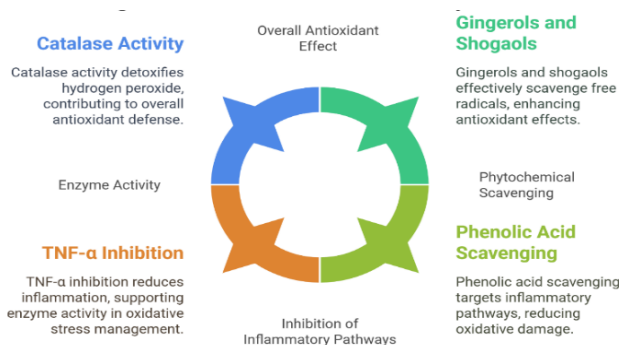 Overall Antioxidant
Effect
Catalase Activity
Catalase activity detoxifies
hydrogen peroxide,
contributing to overall
antioxidant defense.
Gingerols and
Shogaols
Gingerols and shogaols
effectively scavenge free
radicals, enhancing
antioxidant effects.
Enzyme Activity
Phytochemical
Scavenging
TNF-α Inhibition
TNF-α inhibition reduces
inflammation, supporting
enzyme activity in oxidative
stress management.
Phenolic Acid
Scavenging
Phenolic acid scavenging
targets inflammatory
pathways, reducing
oxidative damage.
Inhibition of
Inflammatory Pathways